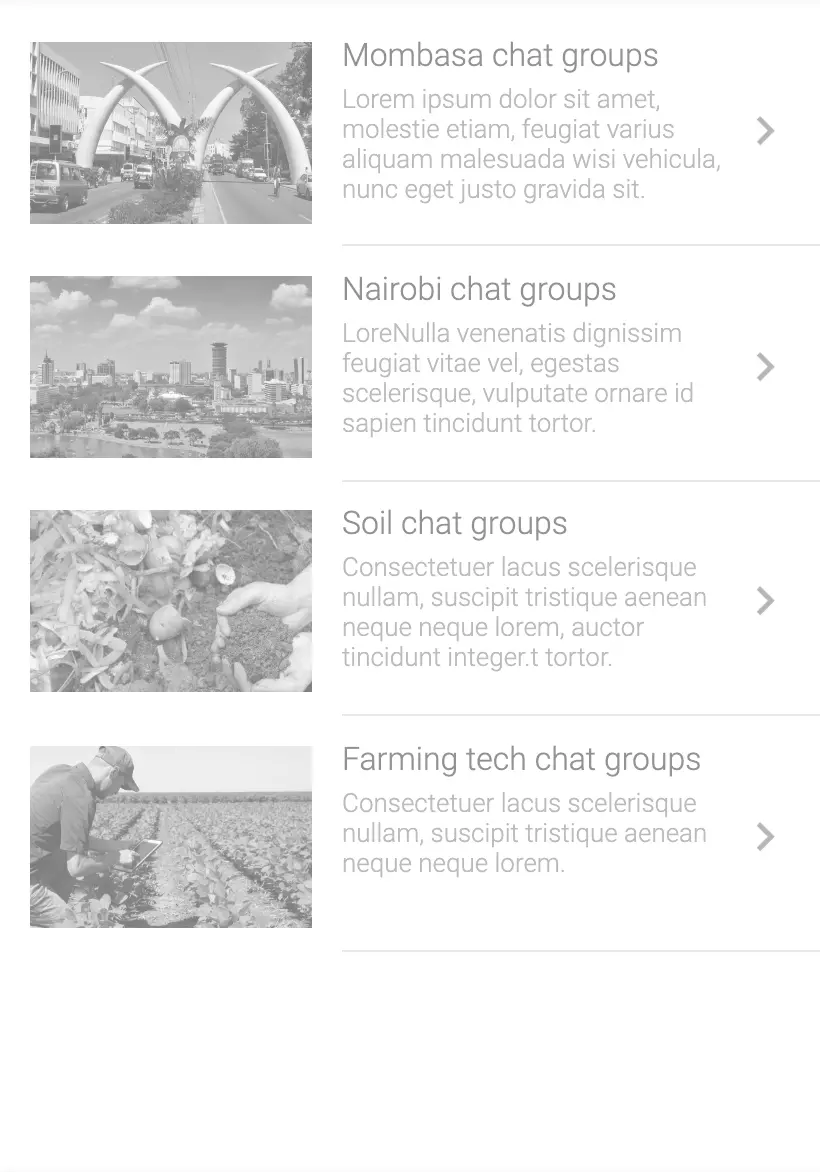 Mombasa chat groups
Lorem ipsum dolor sit amet,
molestie etiam, feugiat varius
aliquam malesuada wisi vehicula,
nunc eget justo gravida sit.
Nairobi chat groups
LoreNulla venenatis dignissim
feugiat vitae vel, egestas
scelerisque, vulputate ornare id
sapien tincidunt tortor.
Soil chat groups
Consectetuer lacus scelerisque
nullam, suscipit tristique aenean
neque neque lorem, auctor
tincidunt integer.t tortor.
Farming tech chat groups
Consectetuer lacus scelerisque
nullam, suscipit tristique aenean
neque neque lorem.